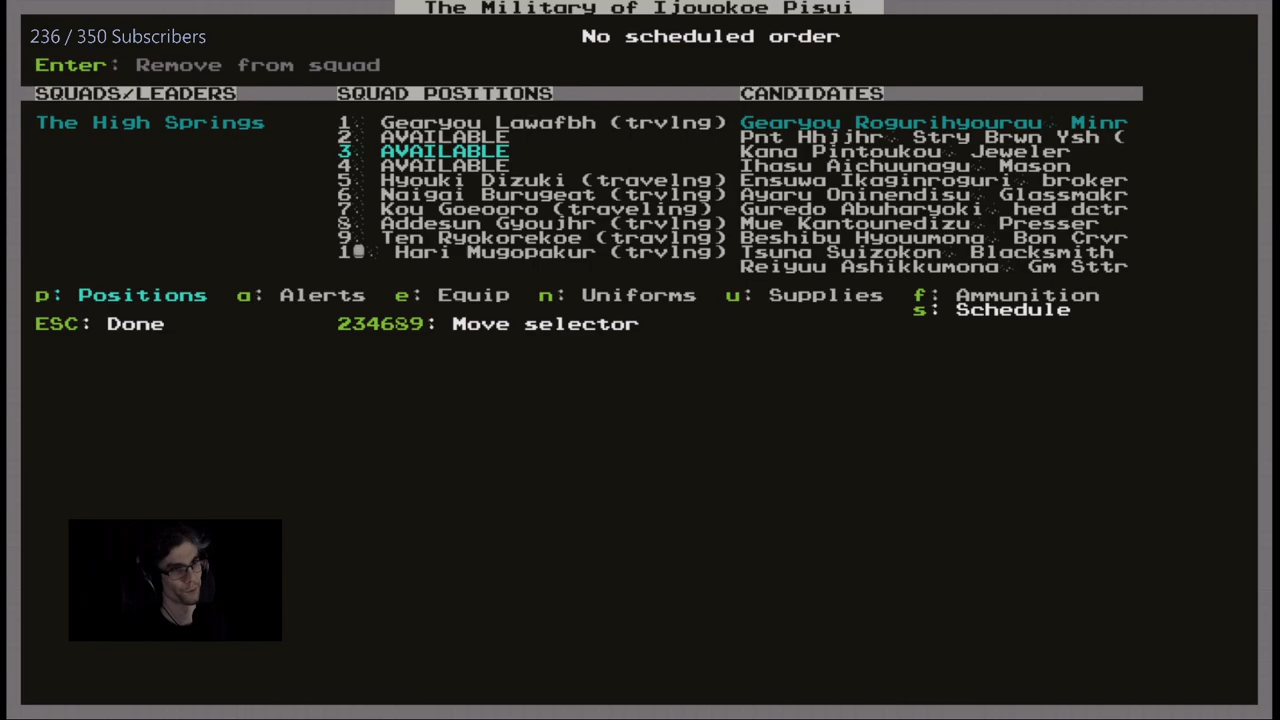 The Military of Ijouokoe Pisui
236 / 350 Subscribers
No scheduled order
Enter: Remove from squad
SQUADS/LEADERS SQUAD POSITIONS CANDIDATES
The High Springs 1 Gearyou Lawafbh (trvlng) Gearyou Rogurihyourau Minr
2 AVAILABLE Pnt Hhjjhr Stry Brwn Ysh (
3 AVAILABLE Kana Pintoukou Jeweler
4 AVAILABLE Ihasu Aichuunagu Mason
5 Hyouki Dizuki (travelng) Ensuwa Ikaginroguri broker
6 Naigai Burugeat (trvlng) Ayaru Oninendisu Glassmakr
7 Kou Goeooro (traveling) Guredo Abuharyoki hed dctr
8 Addesun Gyoujhr (trvlng) Mue Kantounedizu Presser
9 Ten Ryokorekoe (travlng) Beshibu Hyouumona Bon Crvr
1 Hari Mugopakur (trvlng) Tsuna Suizokon Blacksmith
Reiyuu Ashikkumona Gm Sttr
p: Positions a: Alerts e: Equip n: Uniforms u: Supplies f: Ammunition
s: Schedule
ESC: Done 234689: Move selector